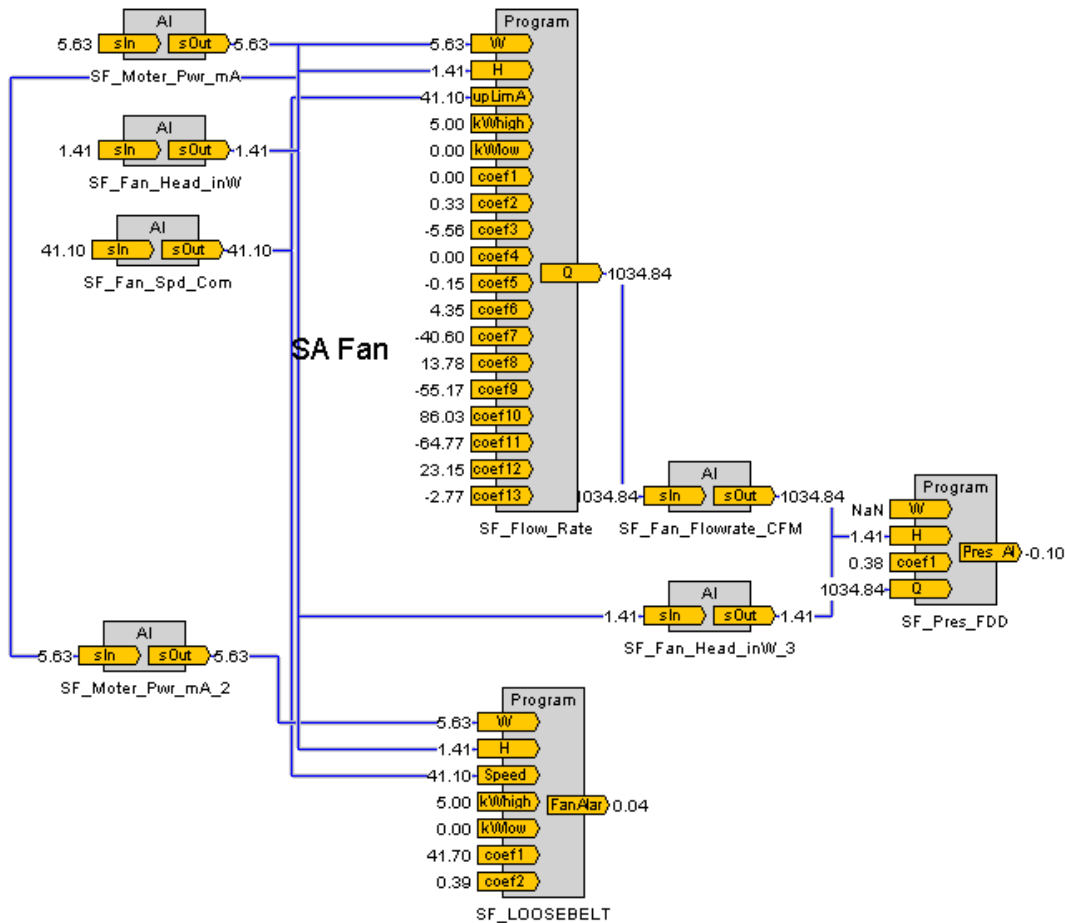 AI
5.63 sIn sOut 5.63
SF_Moter_Pwr_mA
AI
1.41 sIn sOut 1.41
SF_Fan_Head_inW
AI
41.10 sIn sOut 41.10
SF_Fan_Spd_Com
SA Fan
Program
5.63 W
1.41 H
41.10 upLimA
5.00 kWhigh
0.00 kWlow
0.00 coef1
0.33 coef2
-5.56 coef3
0.00 coef4
Q 1034.84
-0.15 coef5
4.35 coef6
-40.60 coef7
13.78 coef8
-55.17 coef9
86.03 coef10
-64.77 coef11
23.15 coef12
-2.77 coef13
SF_Flow_Rate
AI
1034.84 sIn sOut 1034.84
SF_Fan_Flowrate_CFM
Program
NaN W
1.41 H
Pres_Al -0.10
0.38 coef1
1034.84 Q
SF_Pres_FDD
AI
1.41 sIn sOut 1.41
SF_Fan_Head_inW_3
AI
5.63 sIn sOut 5.63
SF_Moter_Pwr_mA_2
Program
5.63 W
1.41 H
41.10 Speed
5.00 kWhigh
FanAlar 0.04
0.00 kWlow
41.70 coef1
0.39 coef2
SF_LOOSEBELT